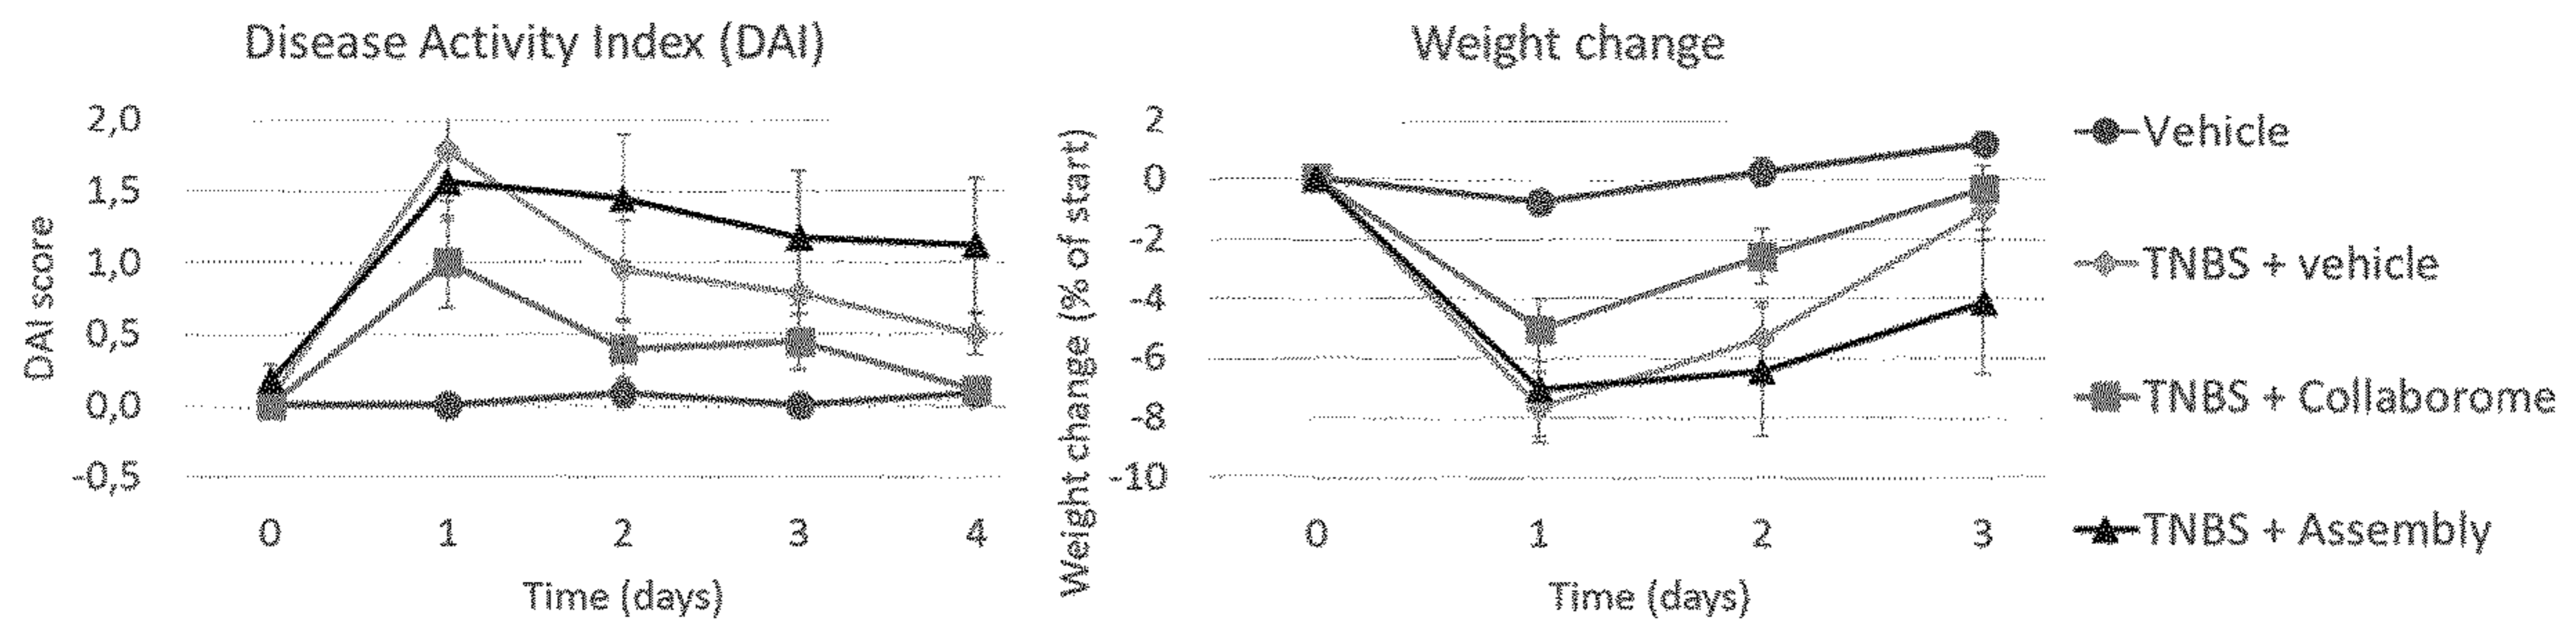 Disease Activity Index (DAI)
DAI score
2,0
1,5
1,0
0,5
0,0
-0,5
0 1 2 3 4
Time (days)
Weight change
Weight change (% of start)
2
0
-2
-4
-6
-8
-10
0 1 2 3
Time (days)
Vehicle
TNBS + vehicle
TNBS + Collaborome
TNBS + Assembly